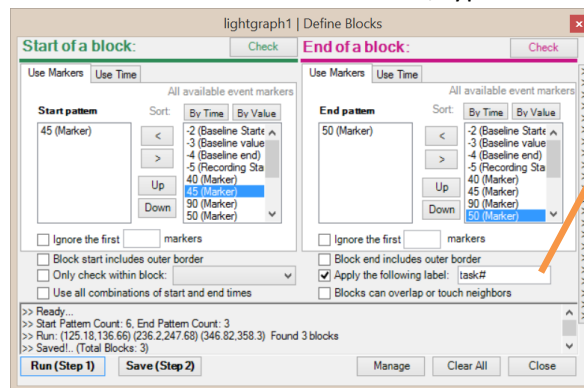 lightgraph1 | Define Blocks
x
Start of a block:
Check
Use Markers
Use Time
All available event markers
Start pattern
Sort:
By Time
By Value
45 (Marker)
<
>
Up
Down
-2 (Baseline Starte
-3 (Baseline value
-4 (Baseline end)
-5 (Recording Sta
40 (Marker)
45 (Marker)
90 (Marker)
50 (Marker)
Ignore the first
markers
Block start includes outer border
Only check within block:
Use all combinations of start and end times
End of a block:
Check
Use Markers
Use Time
All available event markers
End pattern
Sort:
By Time
By Value
50 (Marker)
<
>
Up
Down
-2 (Baseline Starte
-3 (Baseline value
-4 (Baseline end)
-5 (Recording Sta
40 (Marker)
45 (Marker)
90 (Marker)
50 (Marker)
Ignore the first
markers
Block end includes outer border
Apply the following label:
task#
Blocks can overlap or touch neighbors
>> Ready...
>> Start Pattern Count: 6, End Pattern Count: 3
>> Run: (125.18,136.66) (236.2,247.68) (346.82,358.3) Found 3 blocks
>> Saved!.. (Total Blocks: 3)
Run (Step 1)
Save (Step 2)
Manage
Clear All
Close